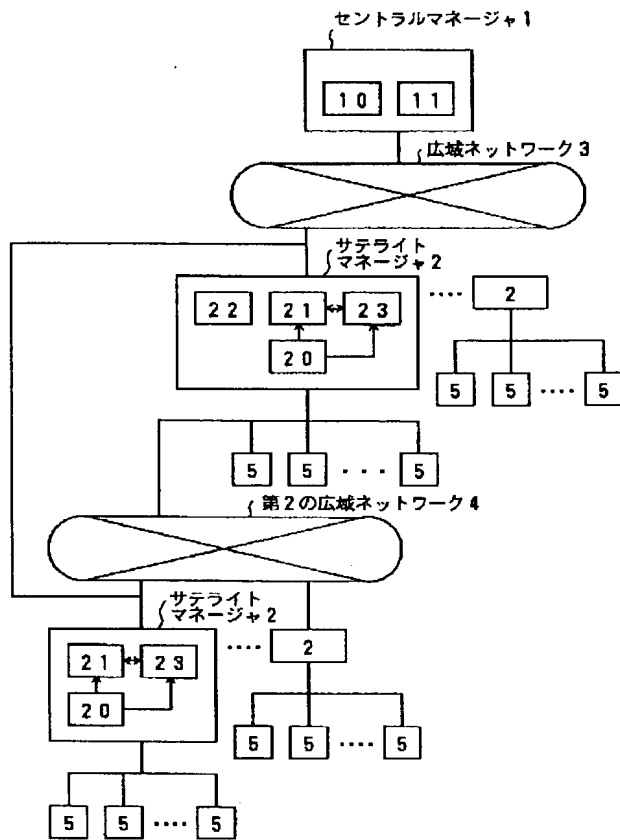 セントラルマネージャ1
10 11
広域ネットワーク3
サテライト
マネージャ2
22 21 23
20
‥‥ 2
5 5 ‥‥ 5
5 5 ・・・ 5
第2の広域ネットワーク4
サテライト
マネージャ2
21 23
20
‥‥ 2
5 5 ‥‥ 5
5 5 ‥‥ 5